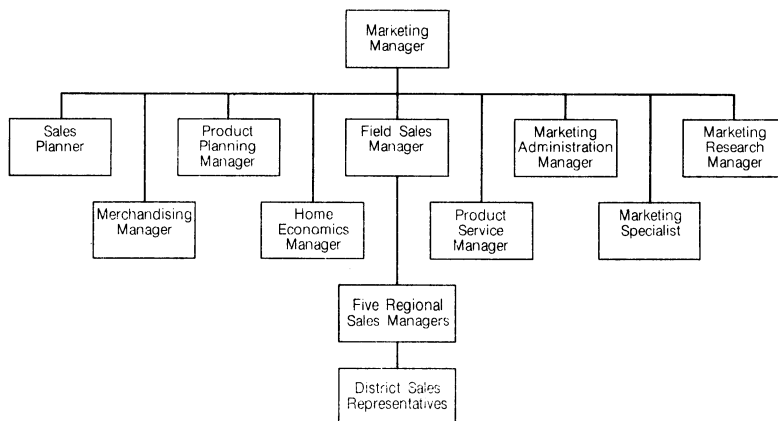 Marketing
Manager
Sales
Planner
Product
Planning
Manager
Field Sales
Manager
Marketing
Administration
Manager
Marketing
Research
Manager
Merchandising
Manager
Home
Economics
Manager
Product
Service
Manager
Marketing
Specialist
Five Regional
Sales Managers
District Sales
Representatives